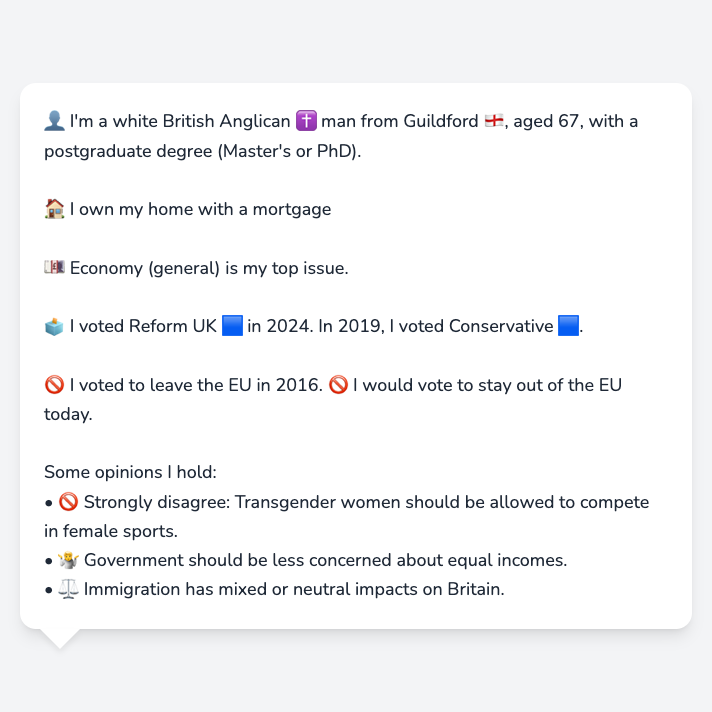 👤 I'm a white British Anglican ✝️ man from Guildford 🏴󠁧󠁢󠁥󠁮󠁧󠁿, aged 67, with a
postgraduate degree (Master's or PhD).
🏠 I own my home with a mortgage
💷 Economy (general) is my top issue.
🗳️ I voted Reform UK 🟦 in 2024. In 2019, I voted Conservative 🟦.
🚫 I voted to leave the EU in 2016. 🚫 I would vote to stay out of the EU
today.
Some opinions I hold:
• 🚫 Strongly disagree: Transgender women should be allowed to compete
in female sports.
• 🤷 Government should be less concerned about equal incomes.
• ⚖️ Immigration has mixed or neutral impacts on Britain.